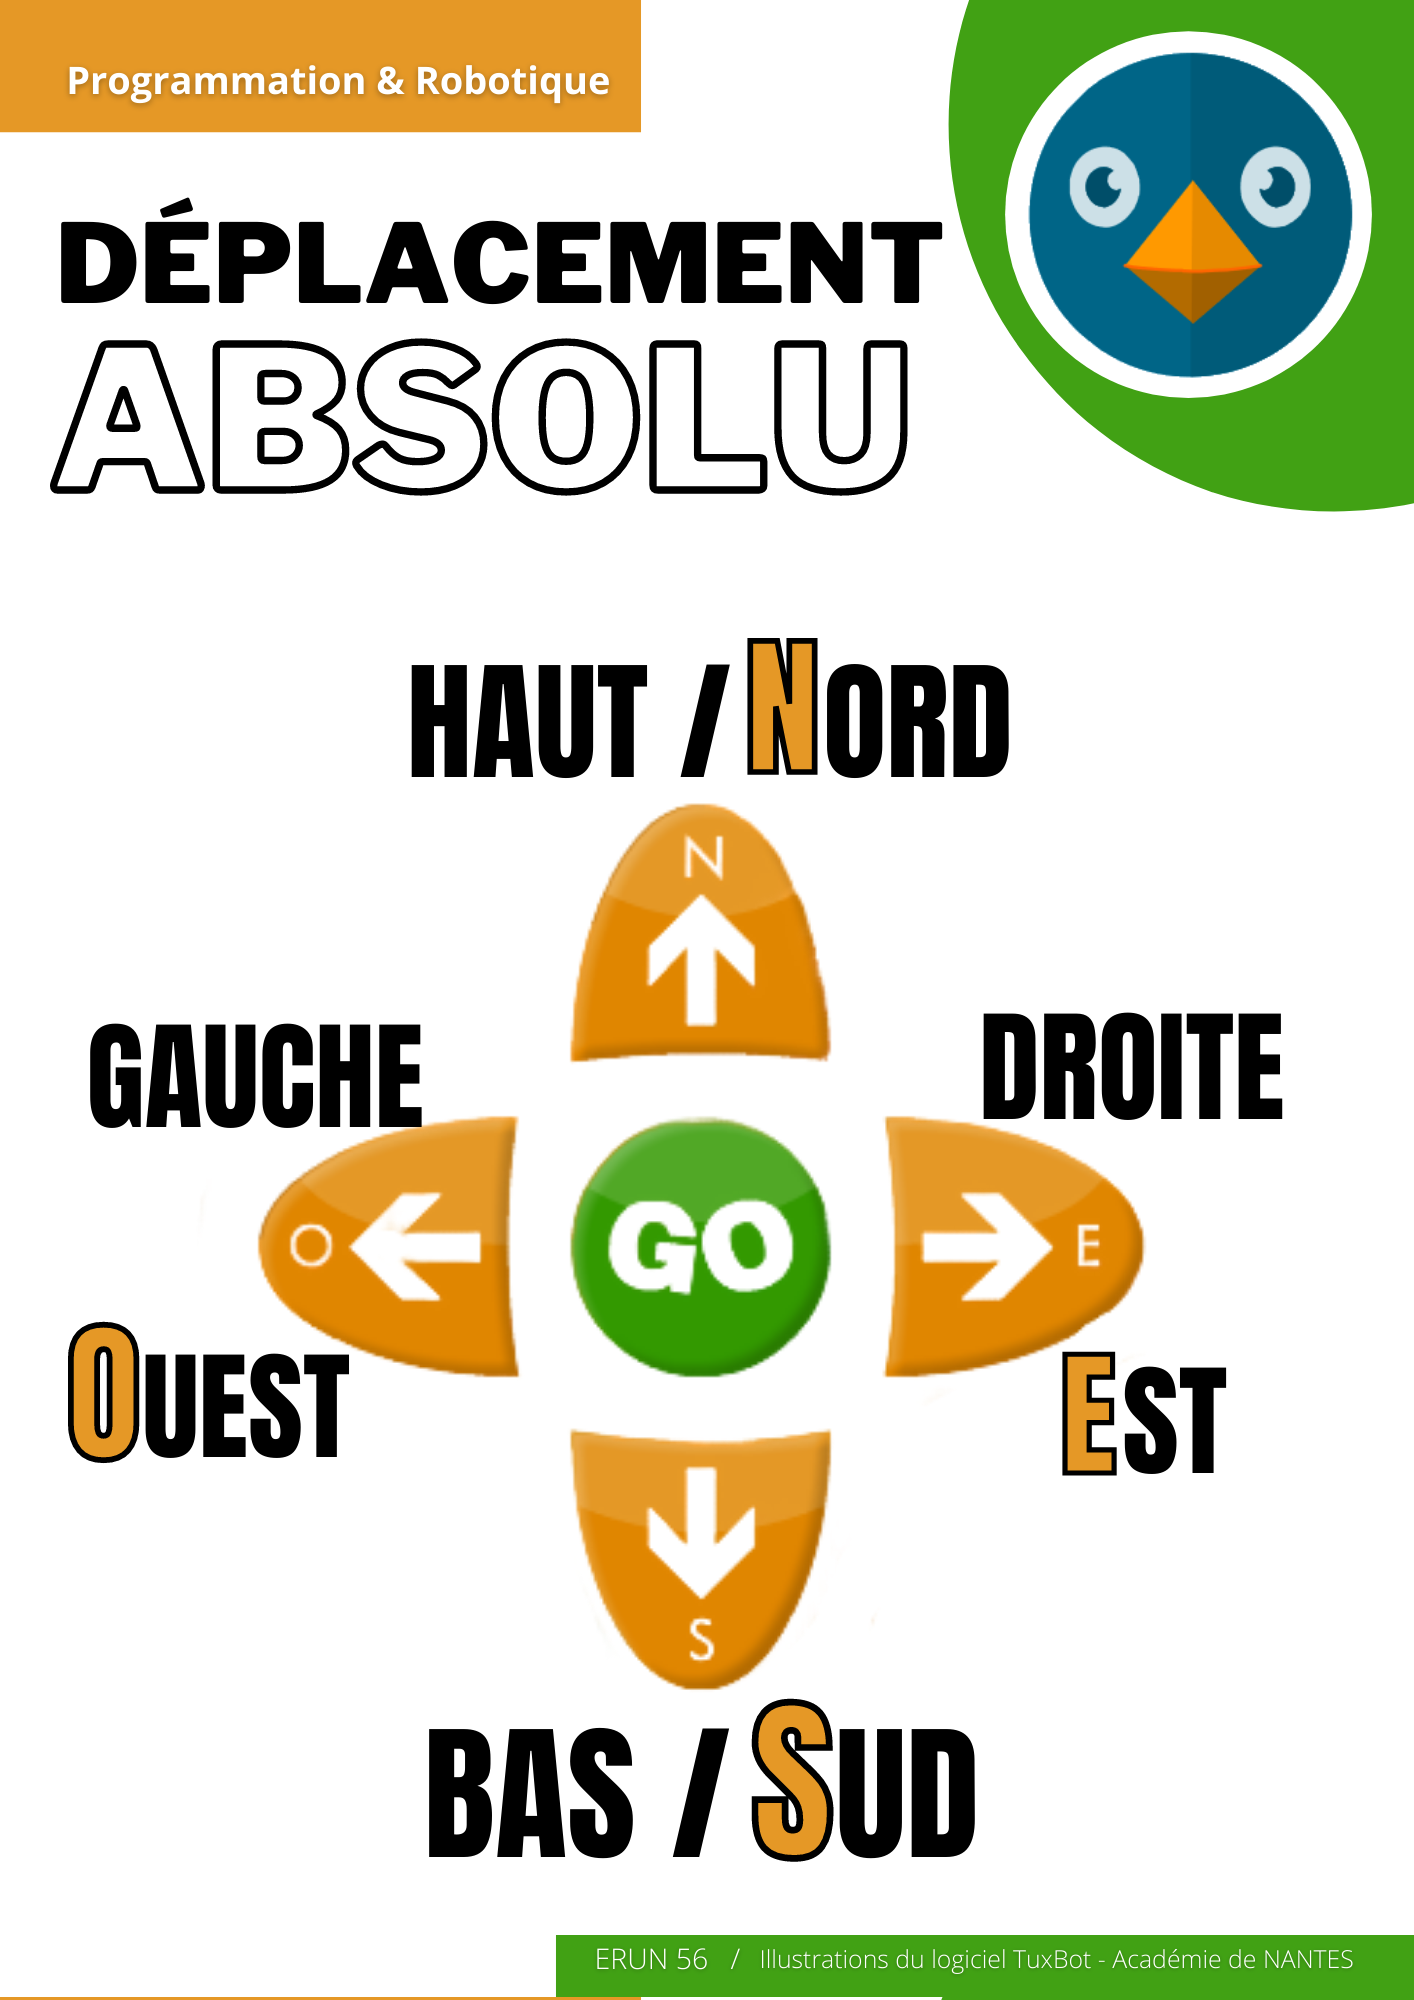 Programmation & Robotique
DÉPLACEMENT
ABSOLU
HAUT / NORD
N
GAUCHE
DROITE
O
GO
E
OUEST
EST
S
BAS / SUD
ERUN 56 / Illustrations du logiciel TuxBot - Académie de NANTES